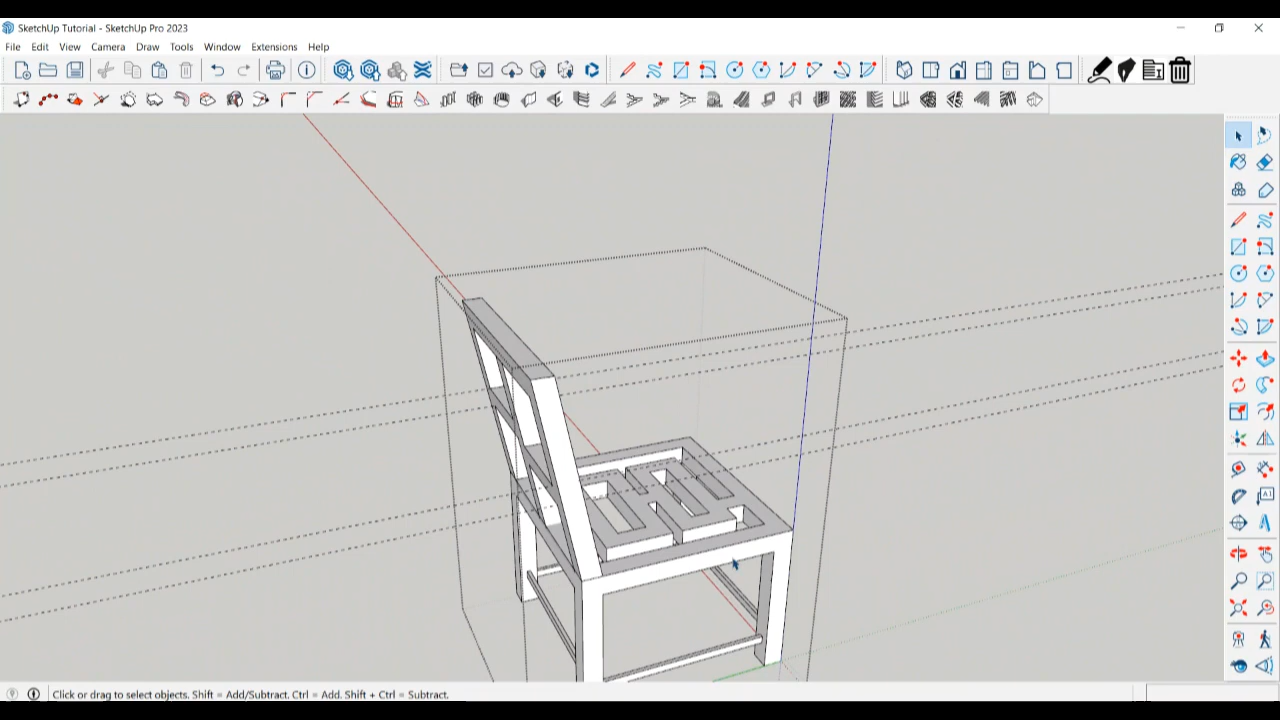 SketchUp Tutorial - SketchUp Pro 2023
File Edit View Camera Draw Tools Window Extensions Help
Click or drag to select objects. Shift = Add/Subtract. Ctrl = Add. Shift + Ctrl = Subtract.